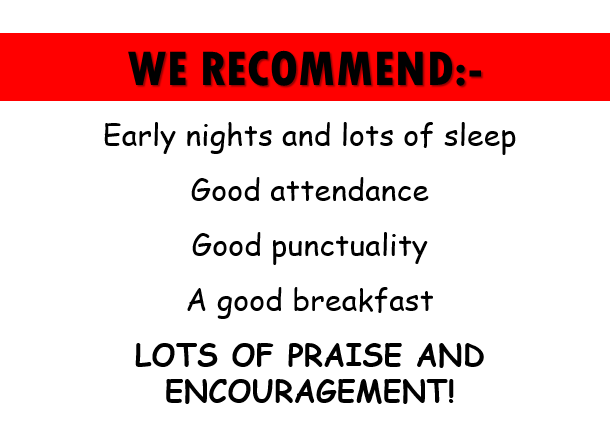 WE RECOMMEND:-
Early nights and lots of sleep
Good attendance
Good punctuality
A good breakfast
LOTS OF PRAISE AND
ENCOURAGEMENT!